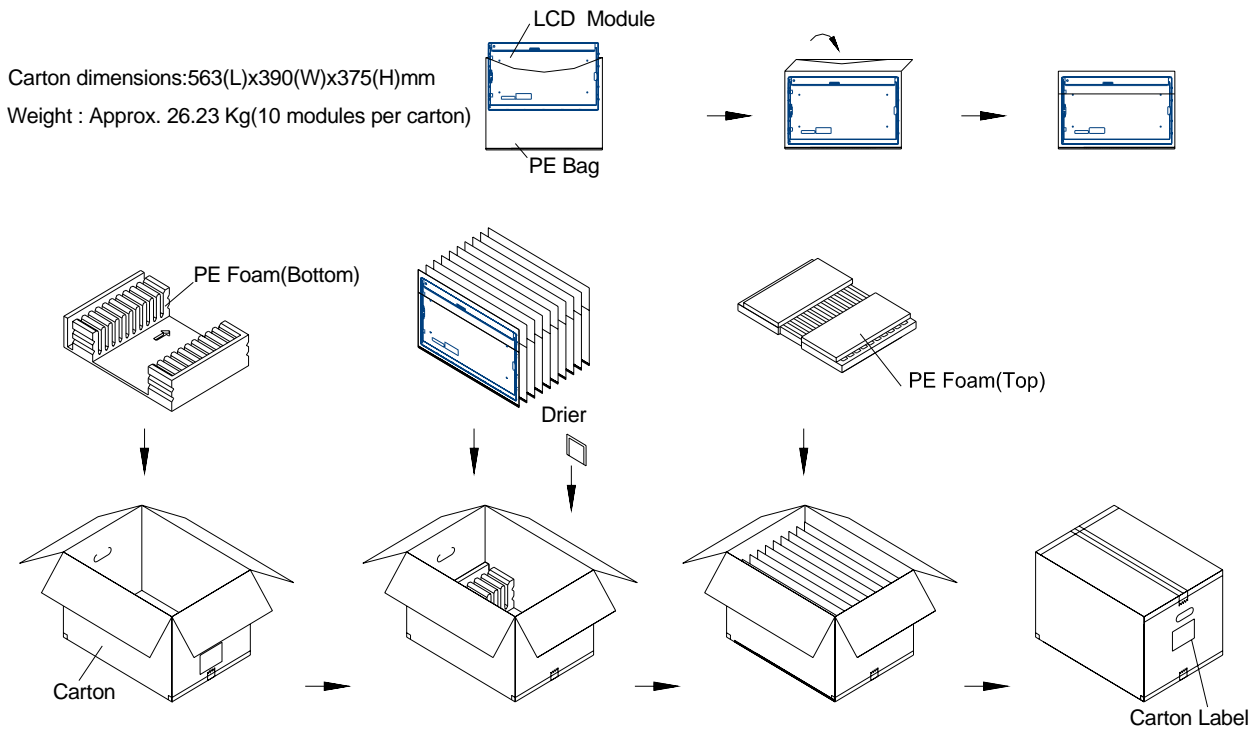 LCD Module
Carton dimensions:563(L)x390(W)x375(H)mm
Weight : Approx. 26.23 Kg(10 modules per carton)
PE Bag
PE Foam(Bottom)
PE Foam(Top)
Drier
Carton
Carton Label